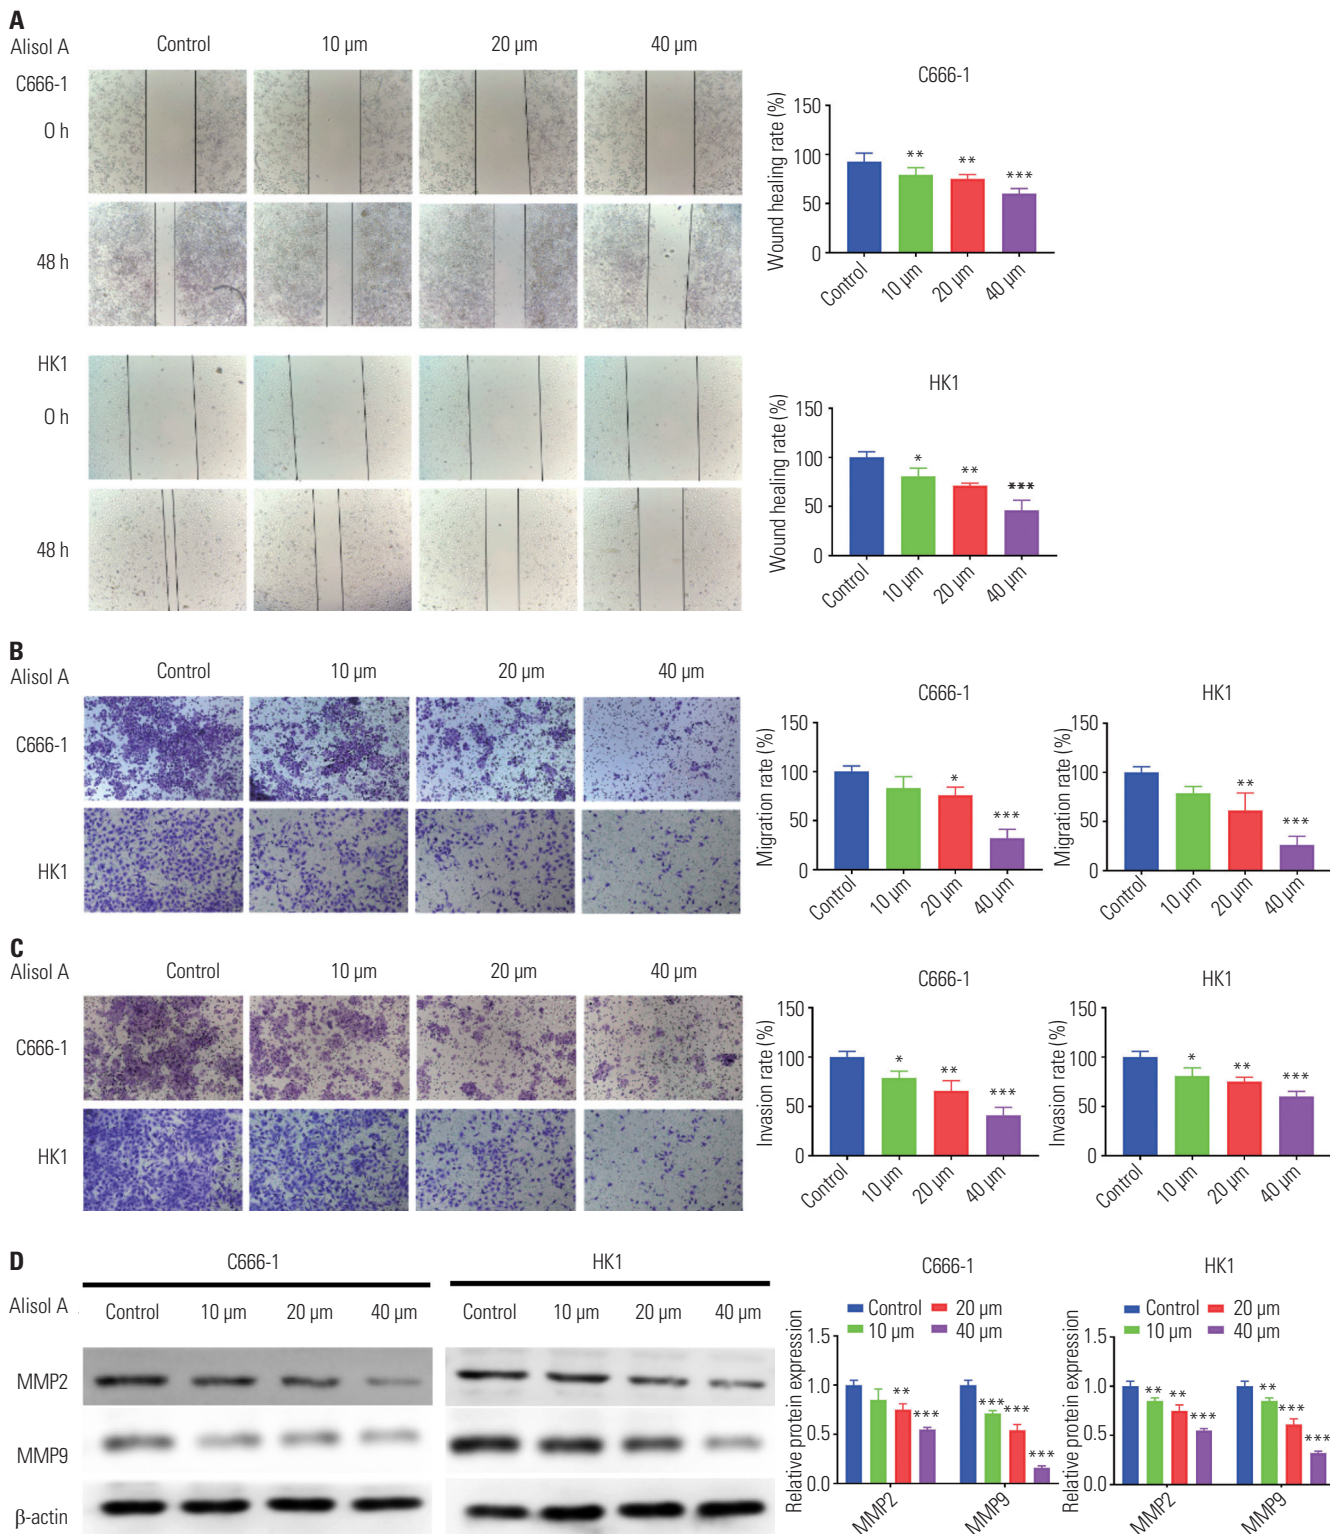 A
Alisol A Control 10 µm 20 µm 40 µm
C666-1
0 h
48 h
HK1
0 h
48 h
C666-1
Wound healing rate (%)
150
100
50
0
** ** ***
Control 10 µm 20 µm 40 µm
HK1
Wound healing rate (%)
150
100
50
0
* ** ***
Control 10 µm 20 µm 40 µm
B
Alisol A Control 10 µm 20 µm 40 µm
C666-1
HK1
C666-1
Migration rate (%)
150
100
50
0
* ***
Control 10 µm 20 µm 40 µm
HK1
Migration rate (%)
150
100
50
0
** ***
Control 10 µm 20 µm 40 µm
C
Alisol A Control 10 µm 20 µm 40 µm
C666-1
HK1
C666-1
Invasion rate (%)
150
100
50
0
* ** ***
Control 10 µm 20 µm 40 µm
HK1
Invasion rate (%)
150
100
50
0
* ** ***
Control 10 µm 20 µm 40 µm
D
C666-1 HK1
Alisol A Control 10 µm 20 µm 40 µm Control 10 µm 20 µm 40 µm
MMP2
MMP9
β-actin
C666-1
Control 20 µm
10 µm 40 µm
Relative protein expression
1.5
1.0
0.5
0.0
** *** *** *** ***
MMP2 MMP9
HK1
Control 20 µm
10 µm 40 µm
Relative protein expression
1.5
1.0
0.5
0.0
** ** *** ** *** ***
MMP2 MMP9